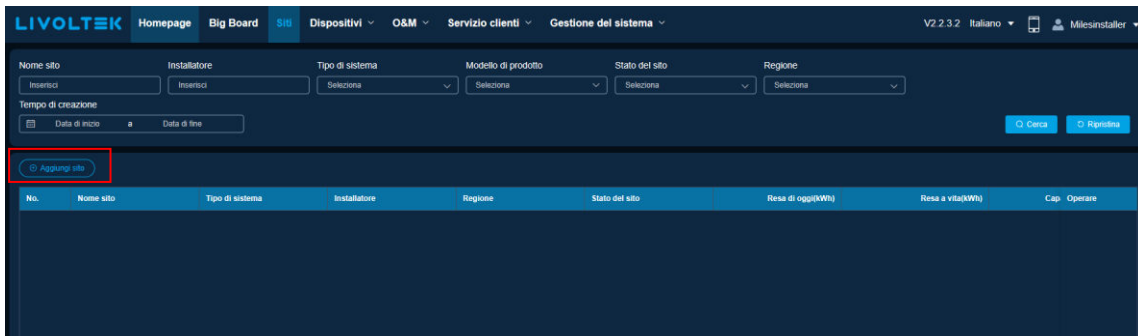 LIVOLTEK Homepage Big Board Siti Dispositivi O&M Servizio clienti Gestione del sistema V2.2.3.2 Italiano Milesinstaller
Nome sito Installatore Tipo di sistema Modello di prodotto Stato del sito Regione
Inserisci Inserisci Seleziona Seleziona Seleziona Seleziona
Tempo di creazione
Data di inizio a Data di fine Cerca Ripristina
Aggiungi sito
No. Nome sito Tipo di sistema Installatore Regione Stato del sito Resa di oggi(kWh) Resa a vita(kWh) Cap Operare